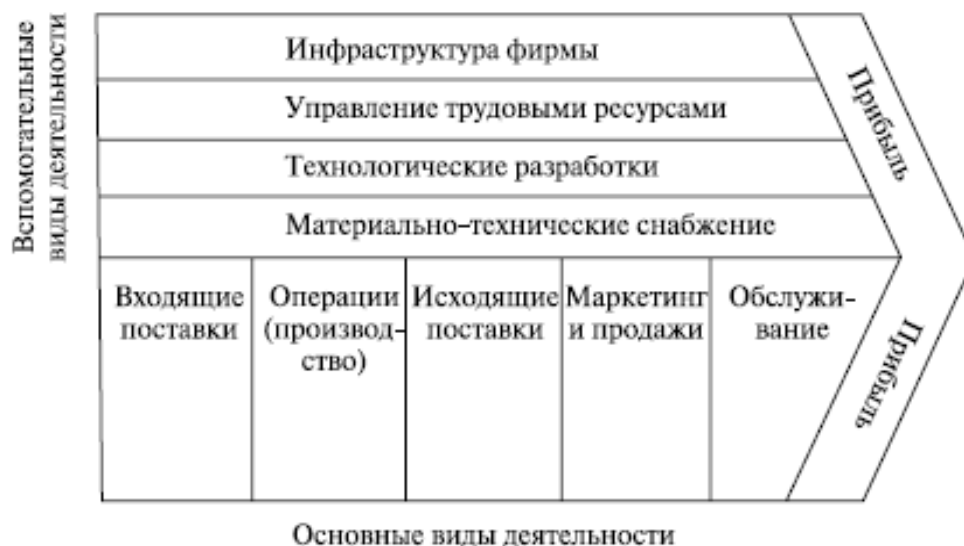 Вспомогательные
виды деятельности
Инфраструктура фирмы
Управление трудовыми ресурсами
Технологические разработки
Материально–технические снабжение
Прибыль
Входящие
поставки
Операции
(производ-
ство)
Исходящие
поставки
Маркетинг
и продажи
Обслужи-
вание
Прибыль
Основные виды деятельности